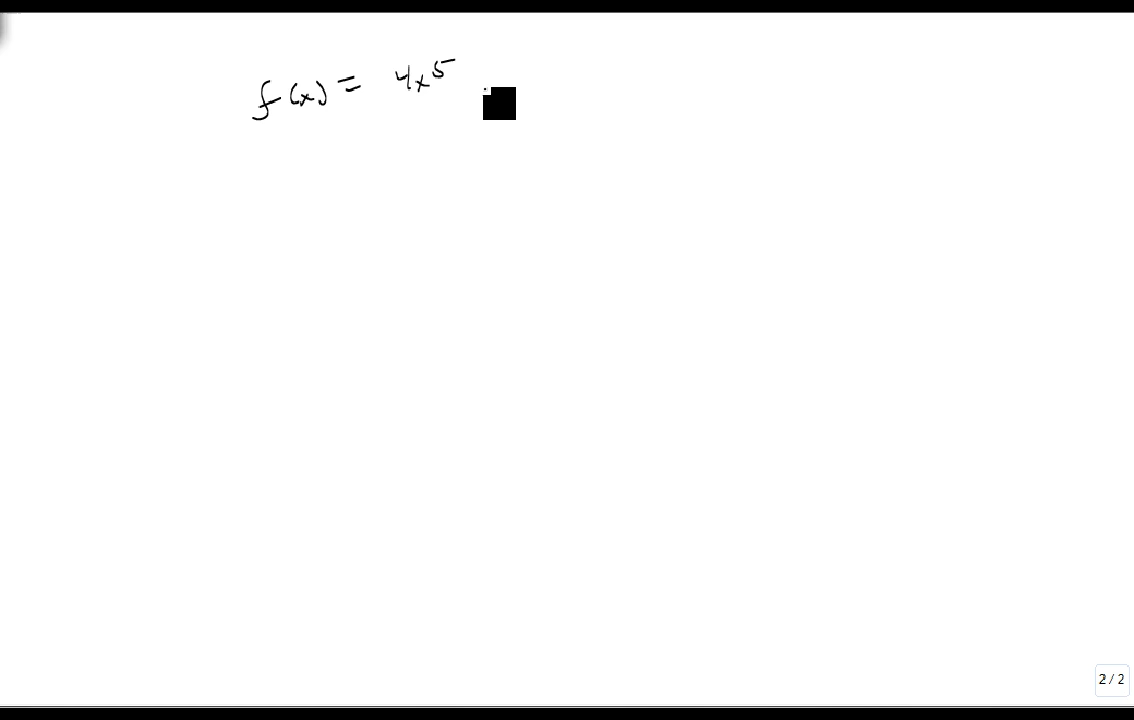 f(x) = 4x⁵
2 / 2